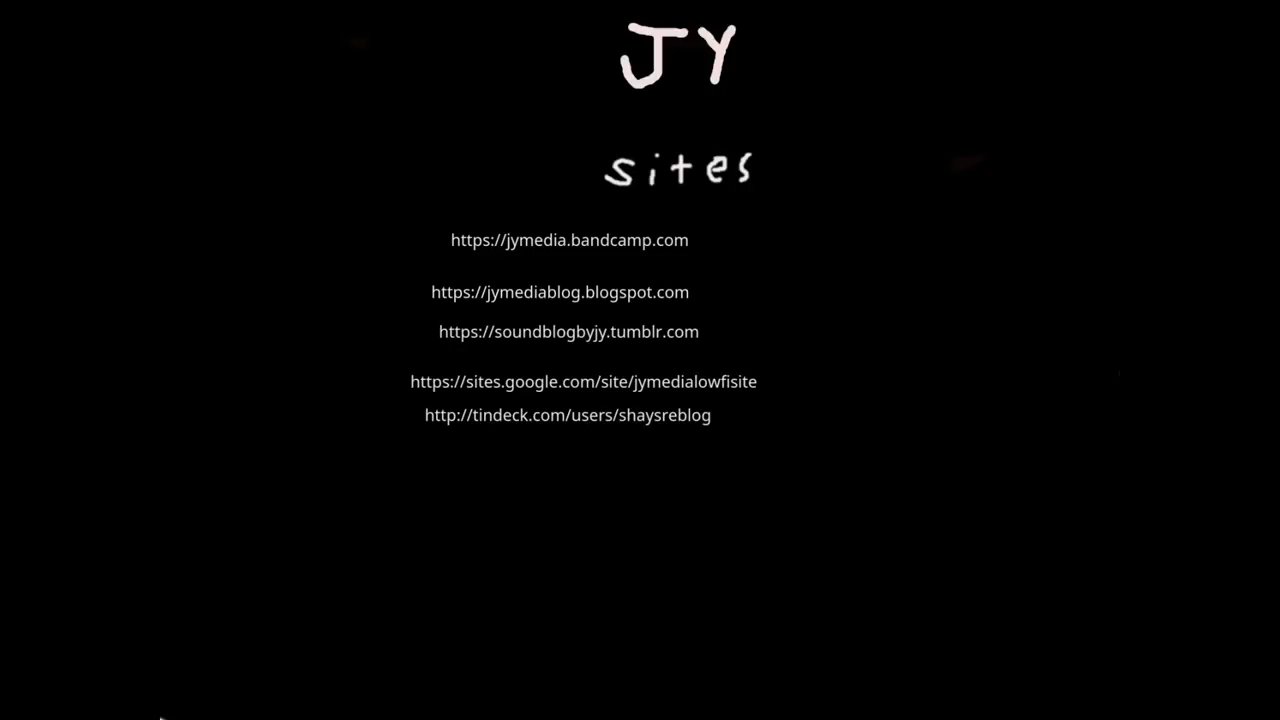 JY
sites
https://jymedia.bandcamp.com
https://jymediablog.blogspot.com
https://soundblogbyjy.tumblr.com
https://sites.google.com/site/jymedialowfisite
http://tindeck.com/users/shaysreblog